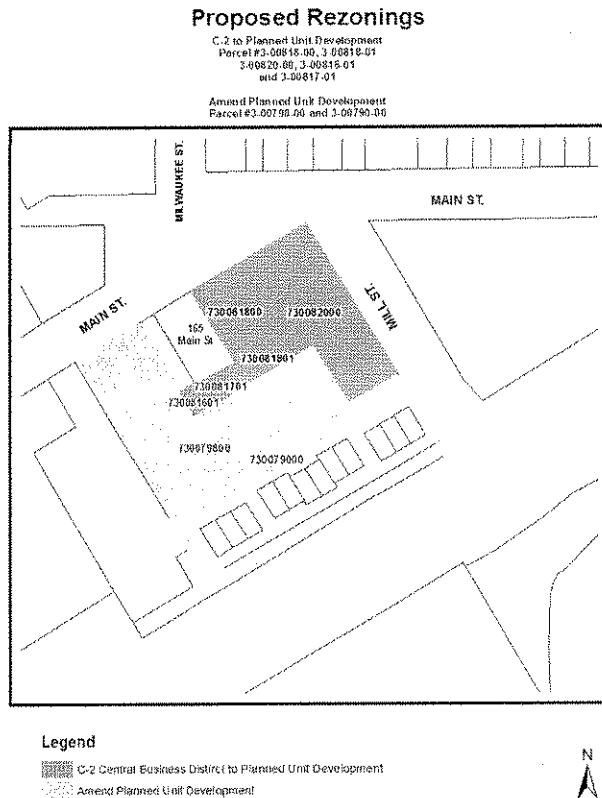 Proposed Rezonings
C-2 to Planned Unit Development
Parcel #3-00818-00, 3-00818-01
3-00820-00, 3-00816-01
and 3-00817-01
Amend Planned Unit Development
Parcel #3-00798-00 and 3-00790-00
MILWAUKEE ST.
MAIN ST.
MAIN ST.
MILL ST.
730081800
730082000
165
Main St
730081801
730081701
730081601
730079800
730079000
Legend
C-2 Central Business District to Planned Unit Development
Amend Planned Unit Development
N